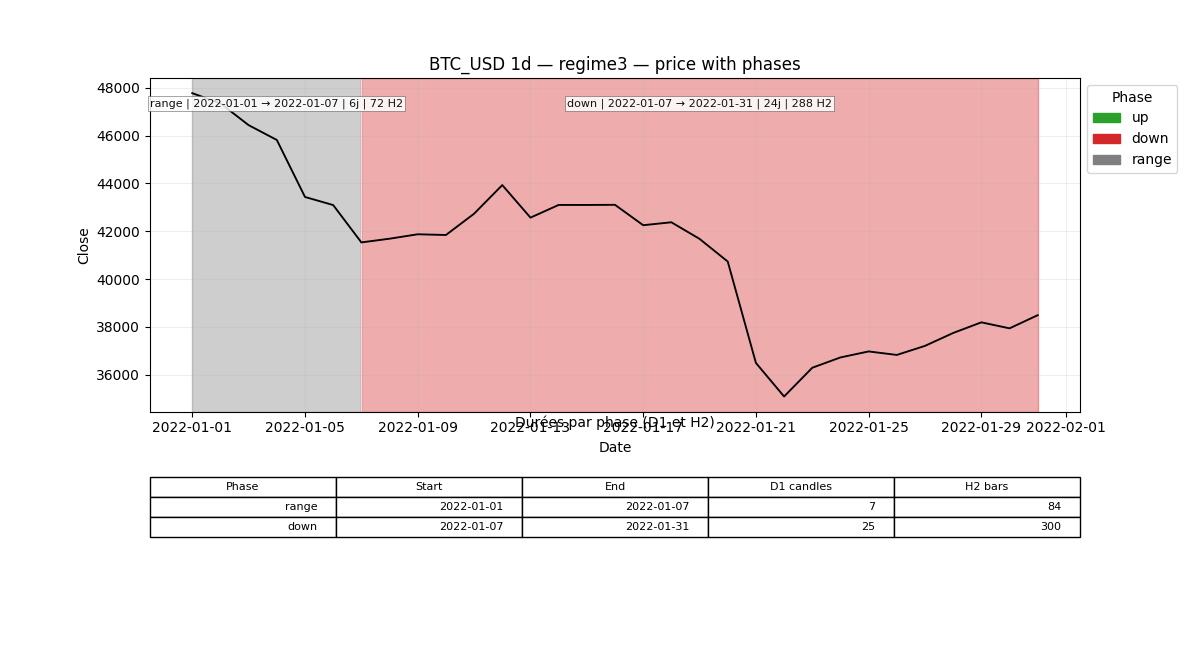 BTC_USD 1d — regime3 — price with phases
48000
46000
44000
42000
40000
38000
36000
Close
range | 2022-01-01 → 2022-01-07 | 6j | 72 H2
down | 2022-01-07 → 2022-01-31 | 24j | 288 H2
Phase
up
down
range
2022-01-01 2022-01-05 2022-01-09 2022-01-13 2022-01-17 2022-01-21 2022-01-25 2022-01-29 2022-02-01
Durées par phase (D1 et H2)
Date
Phase Start End D1 candles H2 bars
range 2022-01-01 2022-01-07 7 84
down 2022-01-07 2022-01-31 25 300